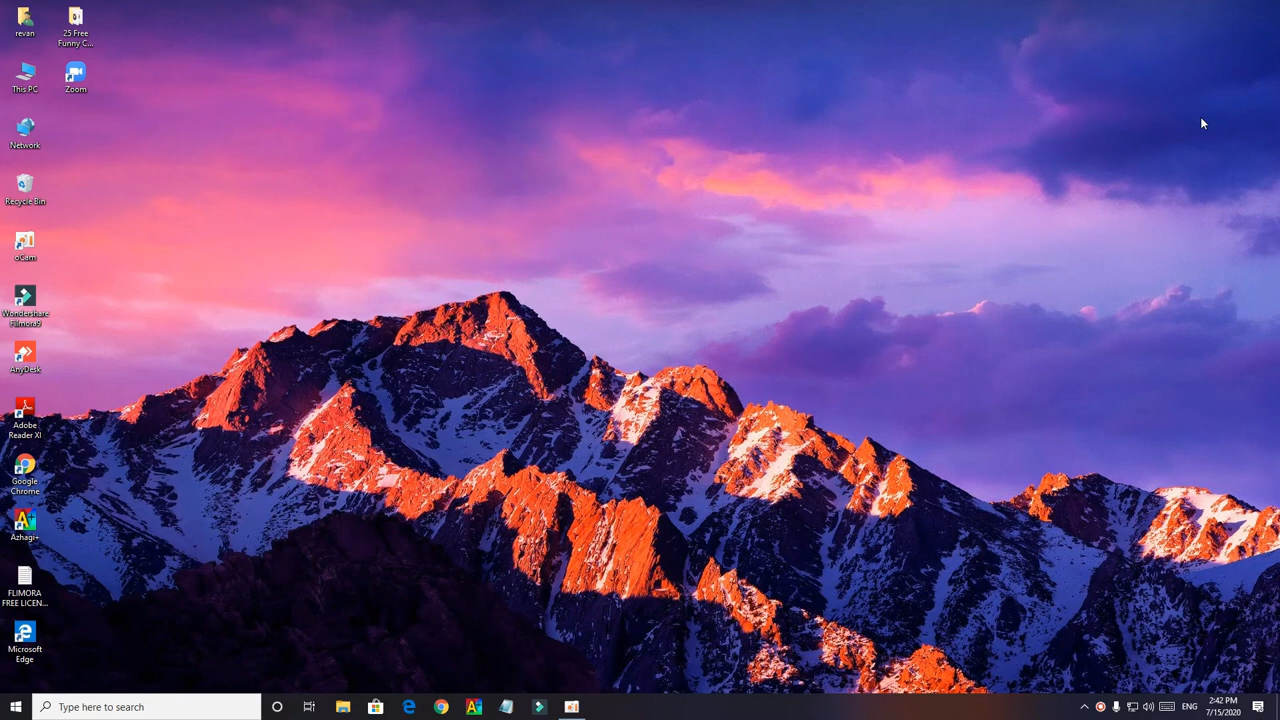 revan
25 Free
Funny C...
This PC
Zoom
Network
Recycle Bin
oCam
Wondershare
Filmora9
AnyDesk
Adobe
Reader XI
Google
Chrome
Azhagi+
FLIMORA
FREE LICEN...
Microsoft
Edge
Type here to search
ENG
2:42 PM
7/15/2020